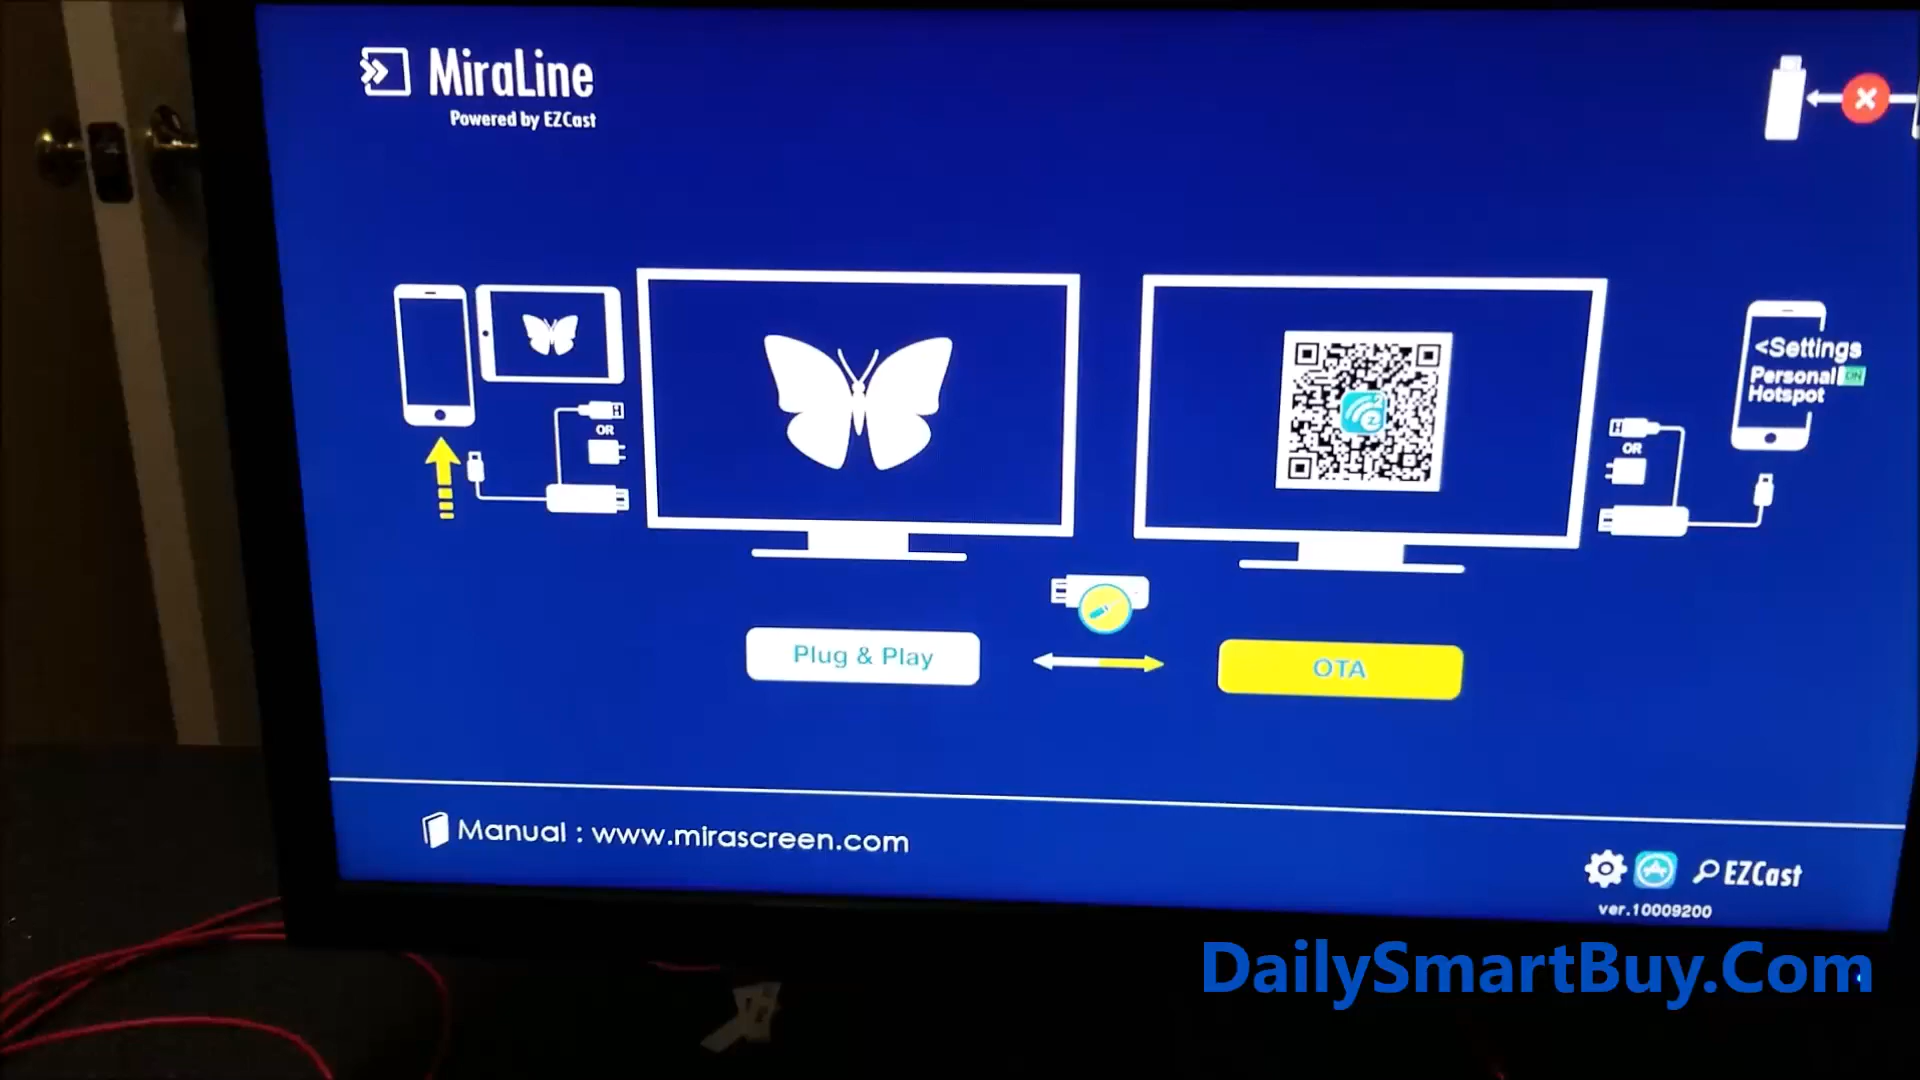 MiraLine
Powered by EZCast
H
OR
<Settings
Personal ON
Hotspot
H
OR
Plug & Play
OTA
Manual : www.mirascreen.com
EZCast
ver.10009200
DailySmartBuy.Com